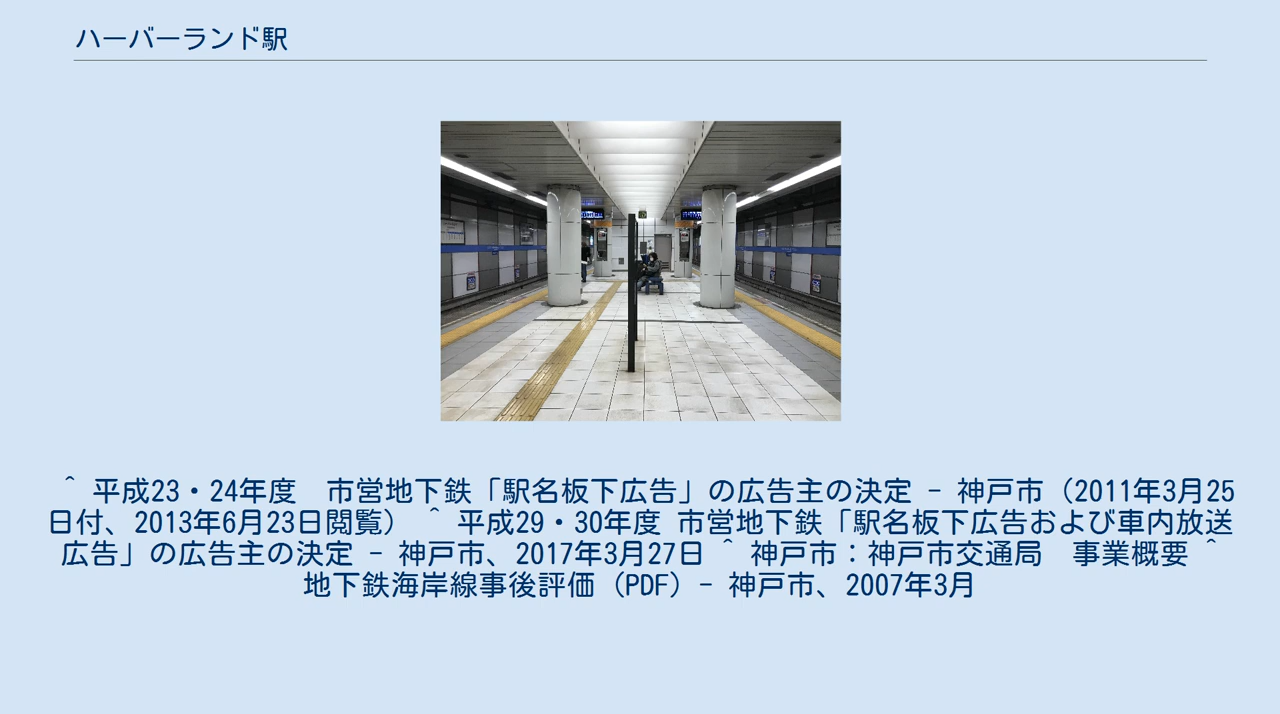 ハーバーランド駅
^ 平成23・24年度　市営地下鉄「駅名板下広告」の広告主の決定 - 神戸市（2011年3月25
日付、2013年6月23日閲覧） ^ 平成29・30年度 市営地下鉄「駅名板下広告および車内放送
広告」の広告主の決定 - 神戸市、2017年3月27日 ^ 神戸市：神戸市交通局　事業概要 ^
地下鉄海岸線事後評価（PDF）- 神戸市、2007年3月